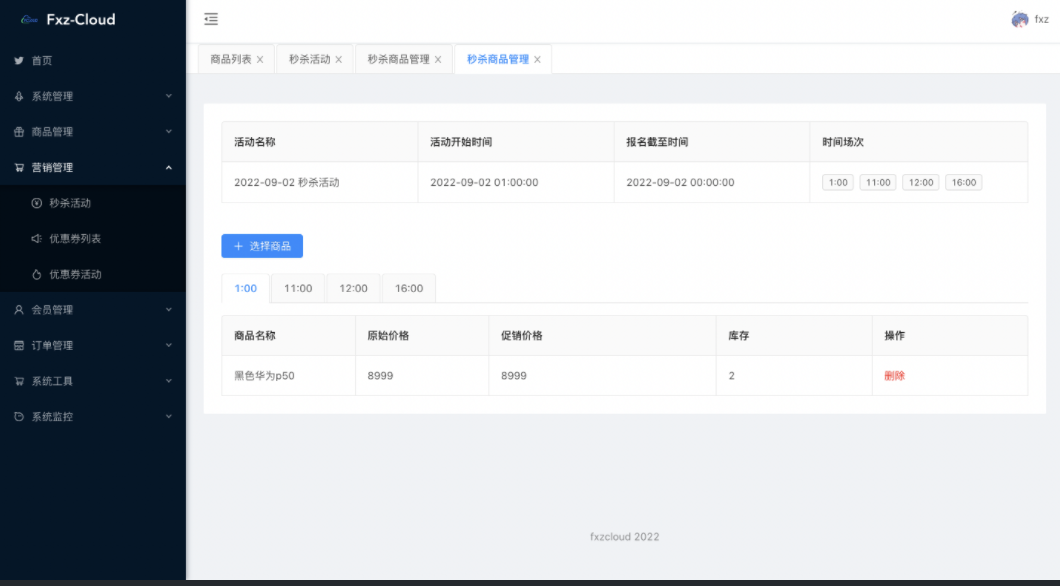 Fxz-Cloud
首页
系统管理
商品管理
营销管理
秒杀活动
优惠券列表
优惠券活动
会员管理
订单管理
系统工具
系统监控
fxz
商品列表 秒杀活动 秒杀商品管理 秒杀商品管理
活动名称 活动开始时间 报名截至时间 时间场次
2022-09-02 秒杀活动 2022-09-02 01:00:00 2022-09-02 00:00:00 1:00 11:00 12:00 16:00
+ 选择商品
1:00 11:00 12:00 16:00
商品名称 原始价格 促销价格 库存 操作
黑色华为p50 8999 8999 2 删除
fxzcloud 2022